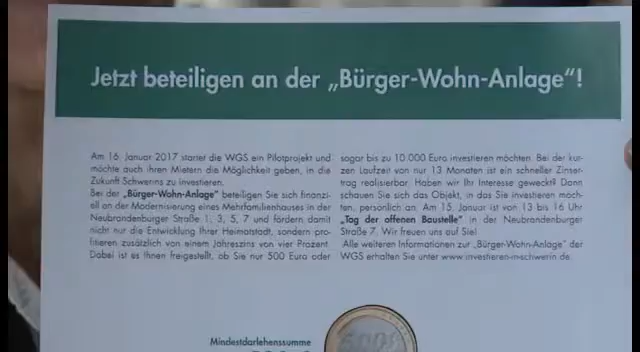 Jetzt beteiligen an der „Bürger-Wohn-Anlage“!
Am 16. Januar 2017 startet die WGS ein Pilotprojekt und
möchte auch ihren Mietern die Möglichkeit geben, in die
Zukunft Schwerins zu investieren.
Bei der „Bürger-Wohn-Anlage“ beteiligen Sie sich finanzi-
ell an der Modernisierung eines Mehrfamilienhauses in der
Neubrandenburger Straße 1, 3, 5, 7 und fördern damit
nicht nur die Entwicklung Ihrer Heimatstadt, sondern pro-
fitieren zusätzlich von einem Jahreszins von vier Prozent.
Dabei ist es Ihnen freigestellt, ob Sie nur 500 Euro oder
sogar bis zu 10 000 Euro investieren möchten. Bei der kur-
zen Laufzeit von nur 13 Monaten ist ein schneller Zinser-
trag realisierbar. Haben wir Ihr Interesse geweckt? Dann
schauen Sie sich das Objekt, in das Sie investieren möch-
ten, persönlich an. Am 15. Januar ist von 13 bis 16 Uhr
„Tag der offenen Baustelle“ in der Neubrandenburger
Straße 7. Wir freuen uns auf Sie!
Alle weiteren Informationen zur „Bürger-Wohn-Anlage“ der
WGS erhalten Sie unter www.investieren-in-schwerin.de.
Mindestdarlehenssumme